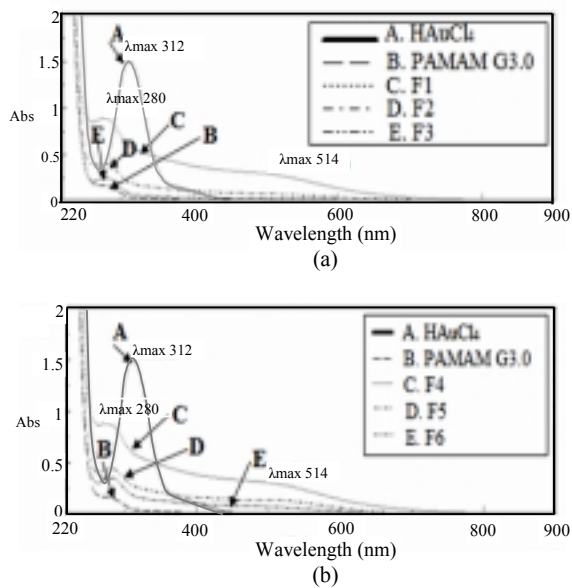 2
A
λmax 312
1.5
1
λmax 280
Abs
E
D
C
B
0.5
λmax 514
0
220
400
600
800
900
Wavelength (nm)
A. HAuCl₄
B. PAMAM G3.0
C. F1
D. F2
E. F3
(a)
2
A
λmax 312
1.5
1
λmax 280
C
Abs
B
D
E
0.5
λmax 514
0
220
400
600
800
900
Wavelength (nm)
A. HAuCl₄
B. PAMAM G3.0
C. F4
D. F5
E. F6
(b)